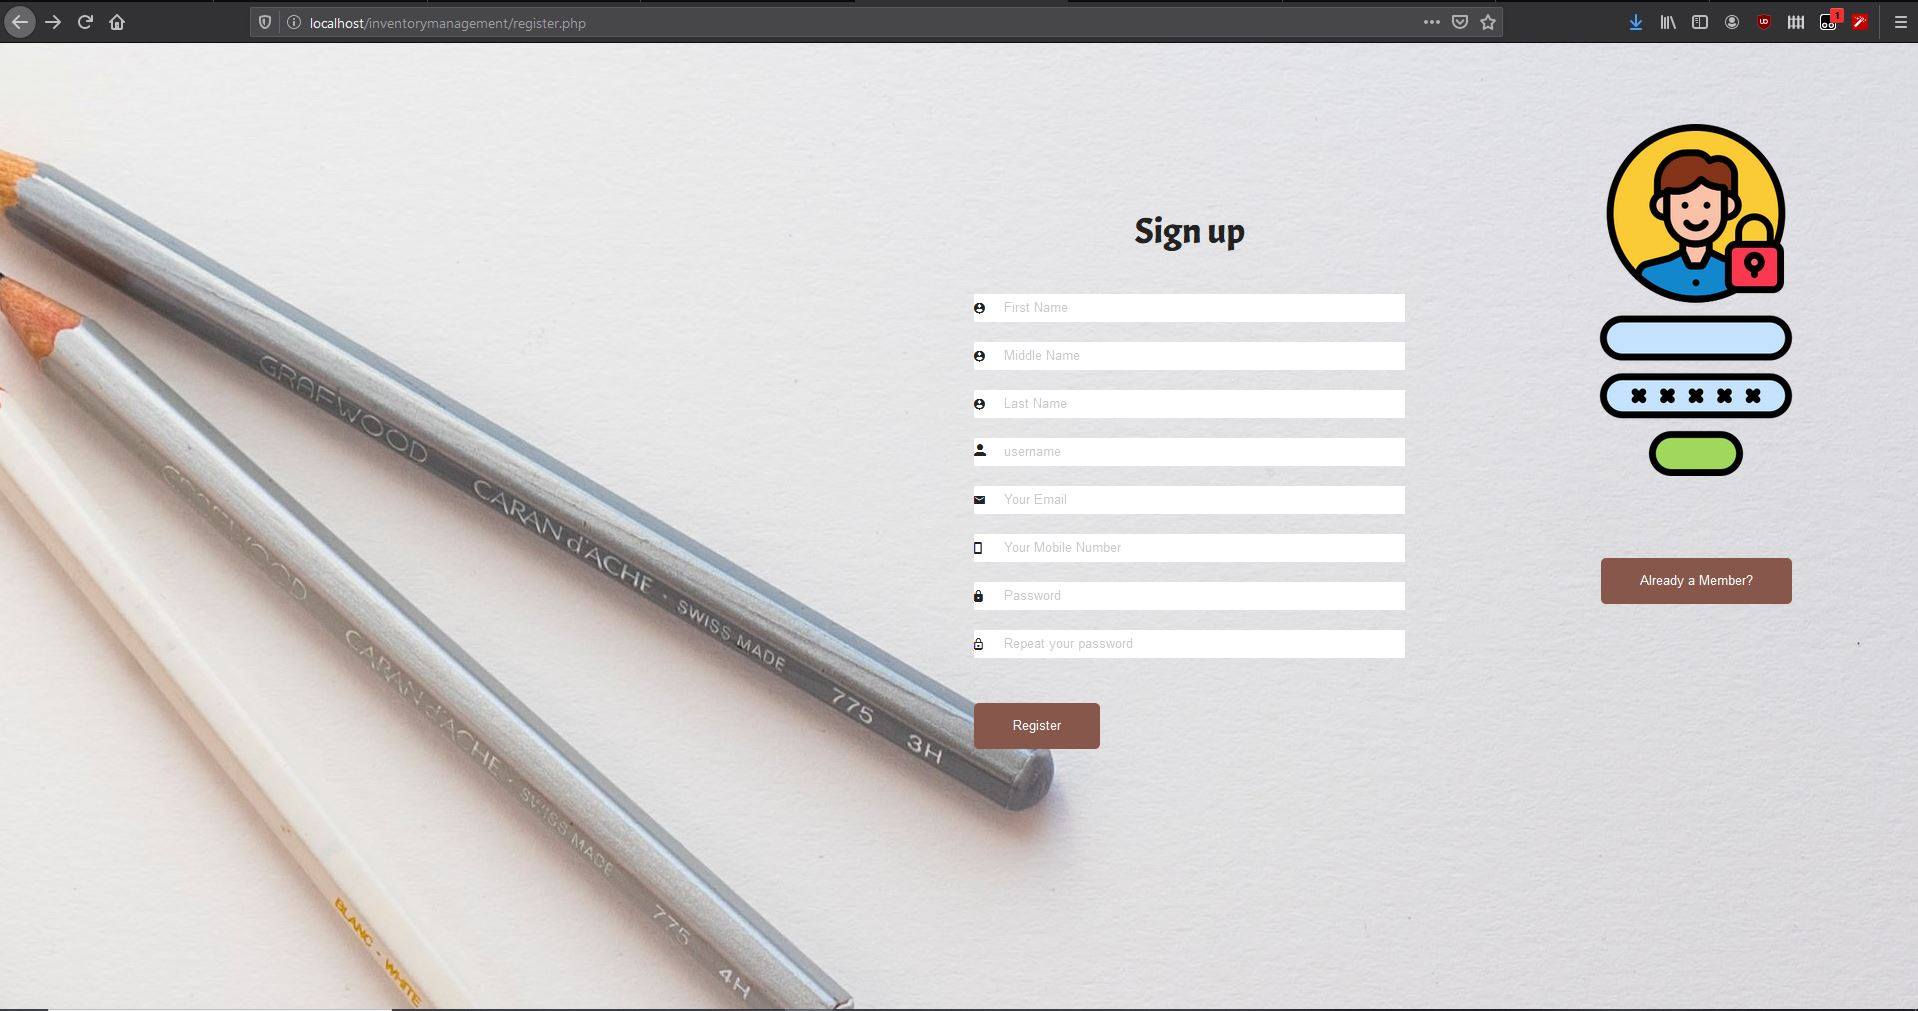 localhost/inventorymanagement/register.php
1
Sign up
First Name
Middle Name
Last Name
username
Your Email
Your Mobile Number
Password
Repeat your password
Register
Already a Member?
GRAFWOOD CARAN d'ACHE · SWISS MADE 775 3H
GRAFWOOD CARAN d'ACHE · SWISS MADE 775 4H
BLANC - WHITE